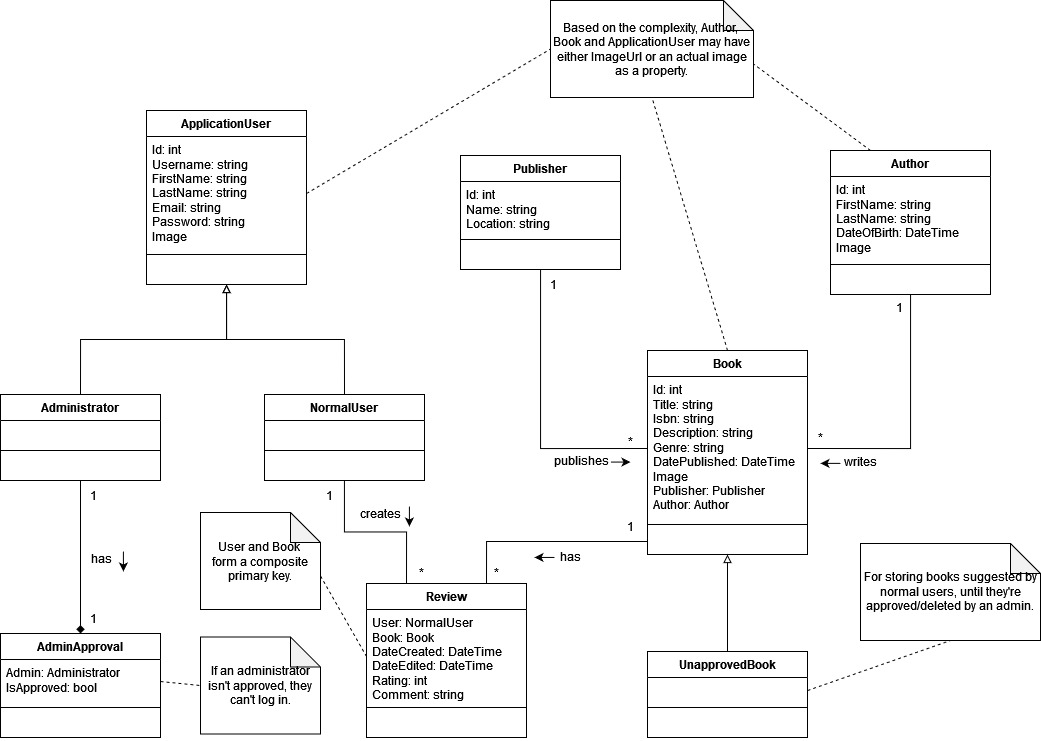 Based on the complexity, Author,
Book and ApplicationUser may have
either ImageUrl or an actual image
as a property.
ApplicationUser
Id: int
Username: string
FirstName: string
LastName: string
Email: string
Password: string
Image
Publisher
Id: int
Name: string
Location: string
1
Author
Id: int
FirstName: string
LastName: string
DateOfBirth: DateTime
Image
1
Administrator
1
NormalUser
1
Book
Id: int
Title: string
Isbn: string
Description: string
Genre: string
DatePublished: DateTime
Image
Publisher: Publisher
Author: Author
*
publishes
*
writes
1
has
creates
has
1
User and Book
form a composite
primary key.
*
*
Review
User: NormalUser
Book: Book
DateCreated: DateTime
DateEdited: DateTime
Rating: int
Comment: string
For storing books suggested by
normal users, until they're
approved/deleted by an admin.
AdminApproval
Admin: Administrator
IsApproved: bool
If an administrator
isn't approved, they
can't log in.
UnapprovedBook